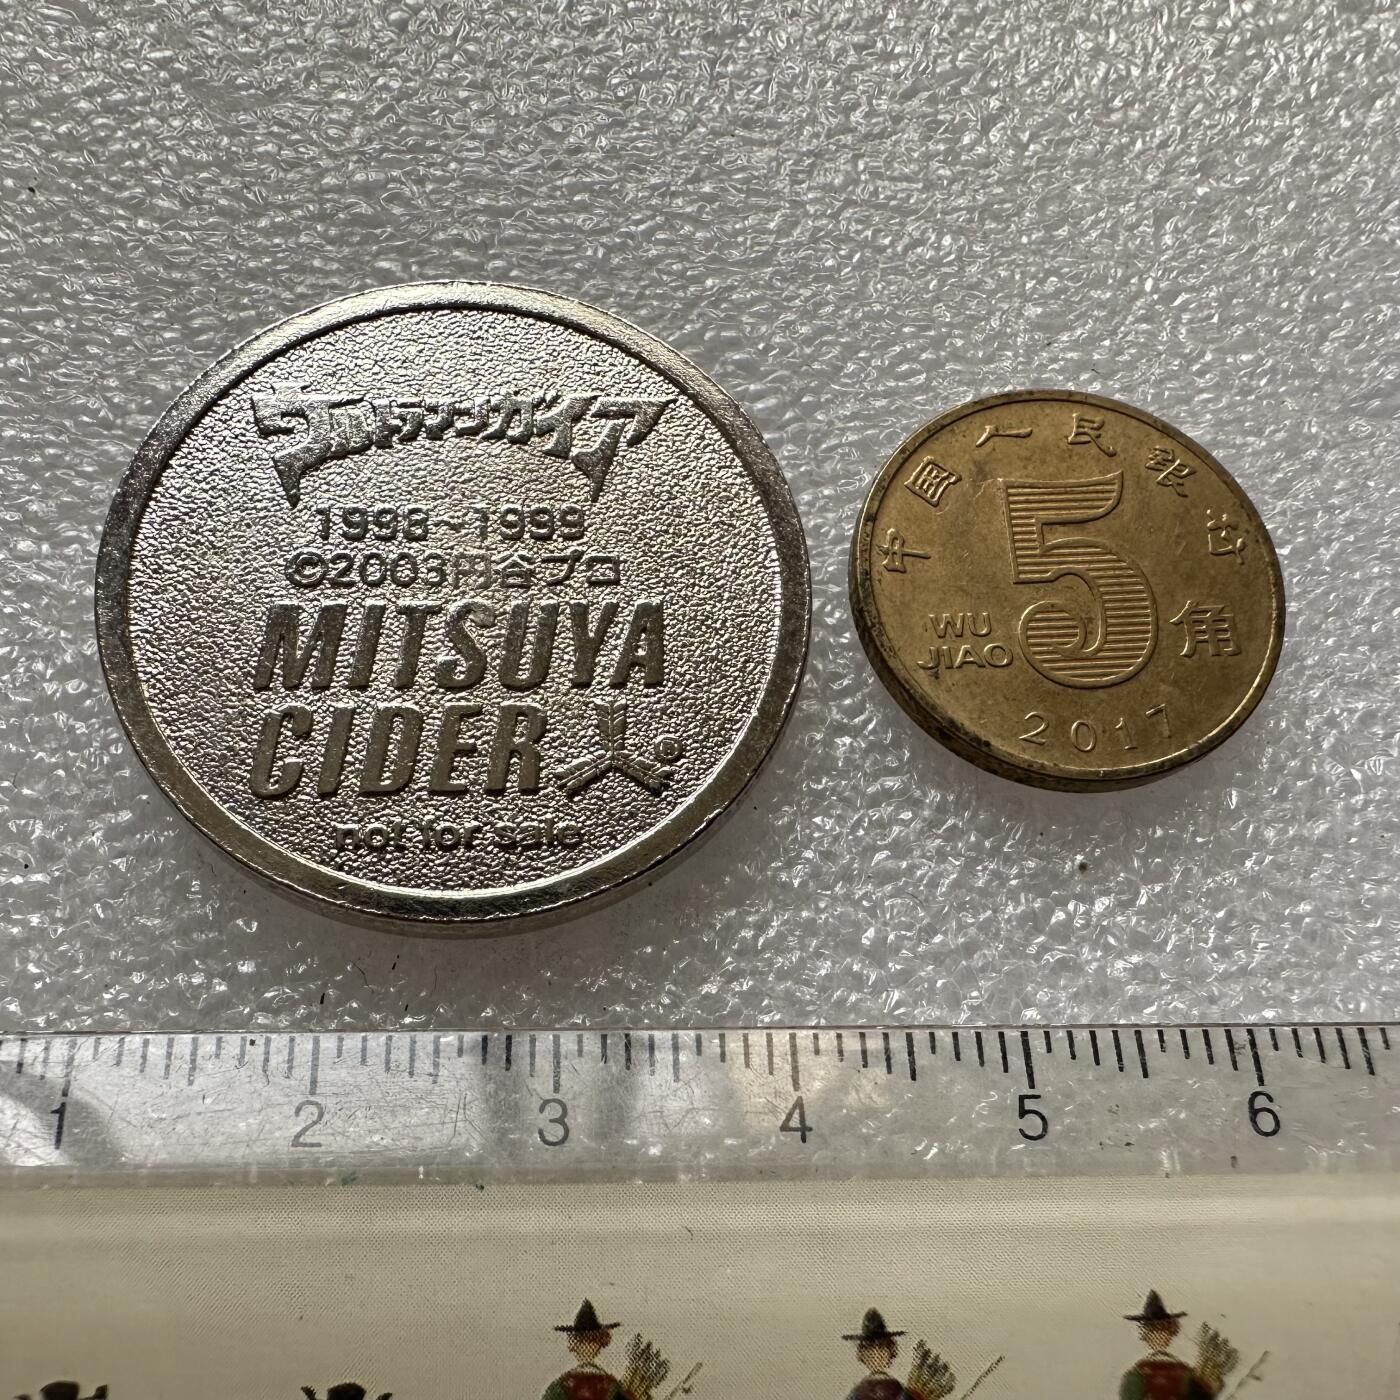 ウルトラマンガイア
1998~1999
©2003円谷プロ
MITSUYA
CIDER ®
not for sale
中国人民银行
5角
WU
JIAO
2017
1 2 3 4 5 6